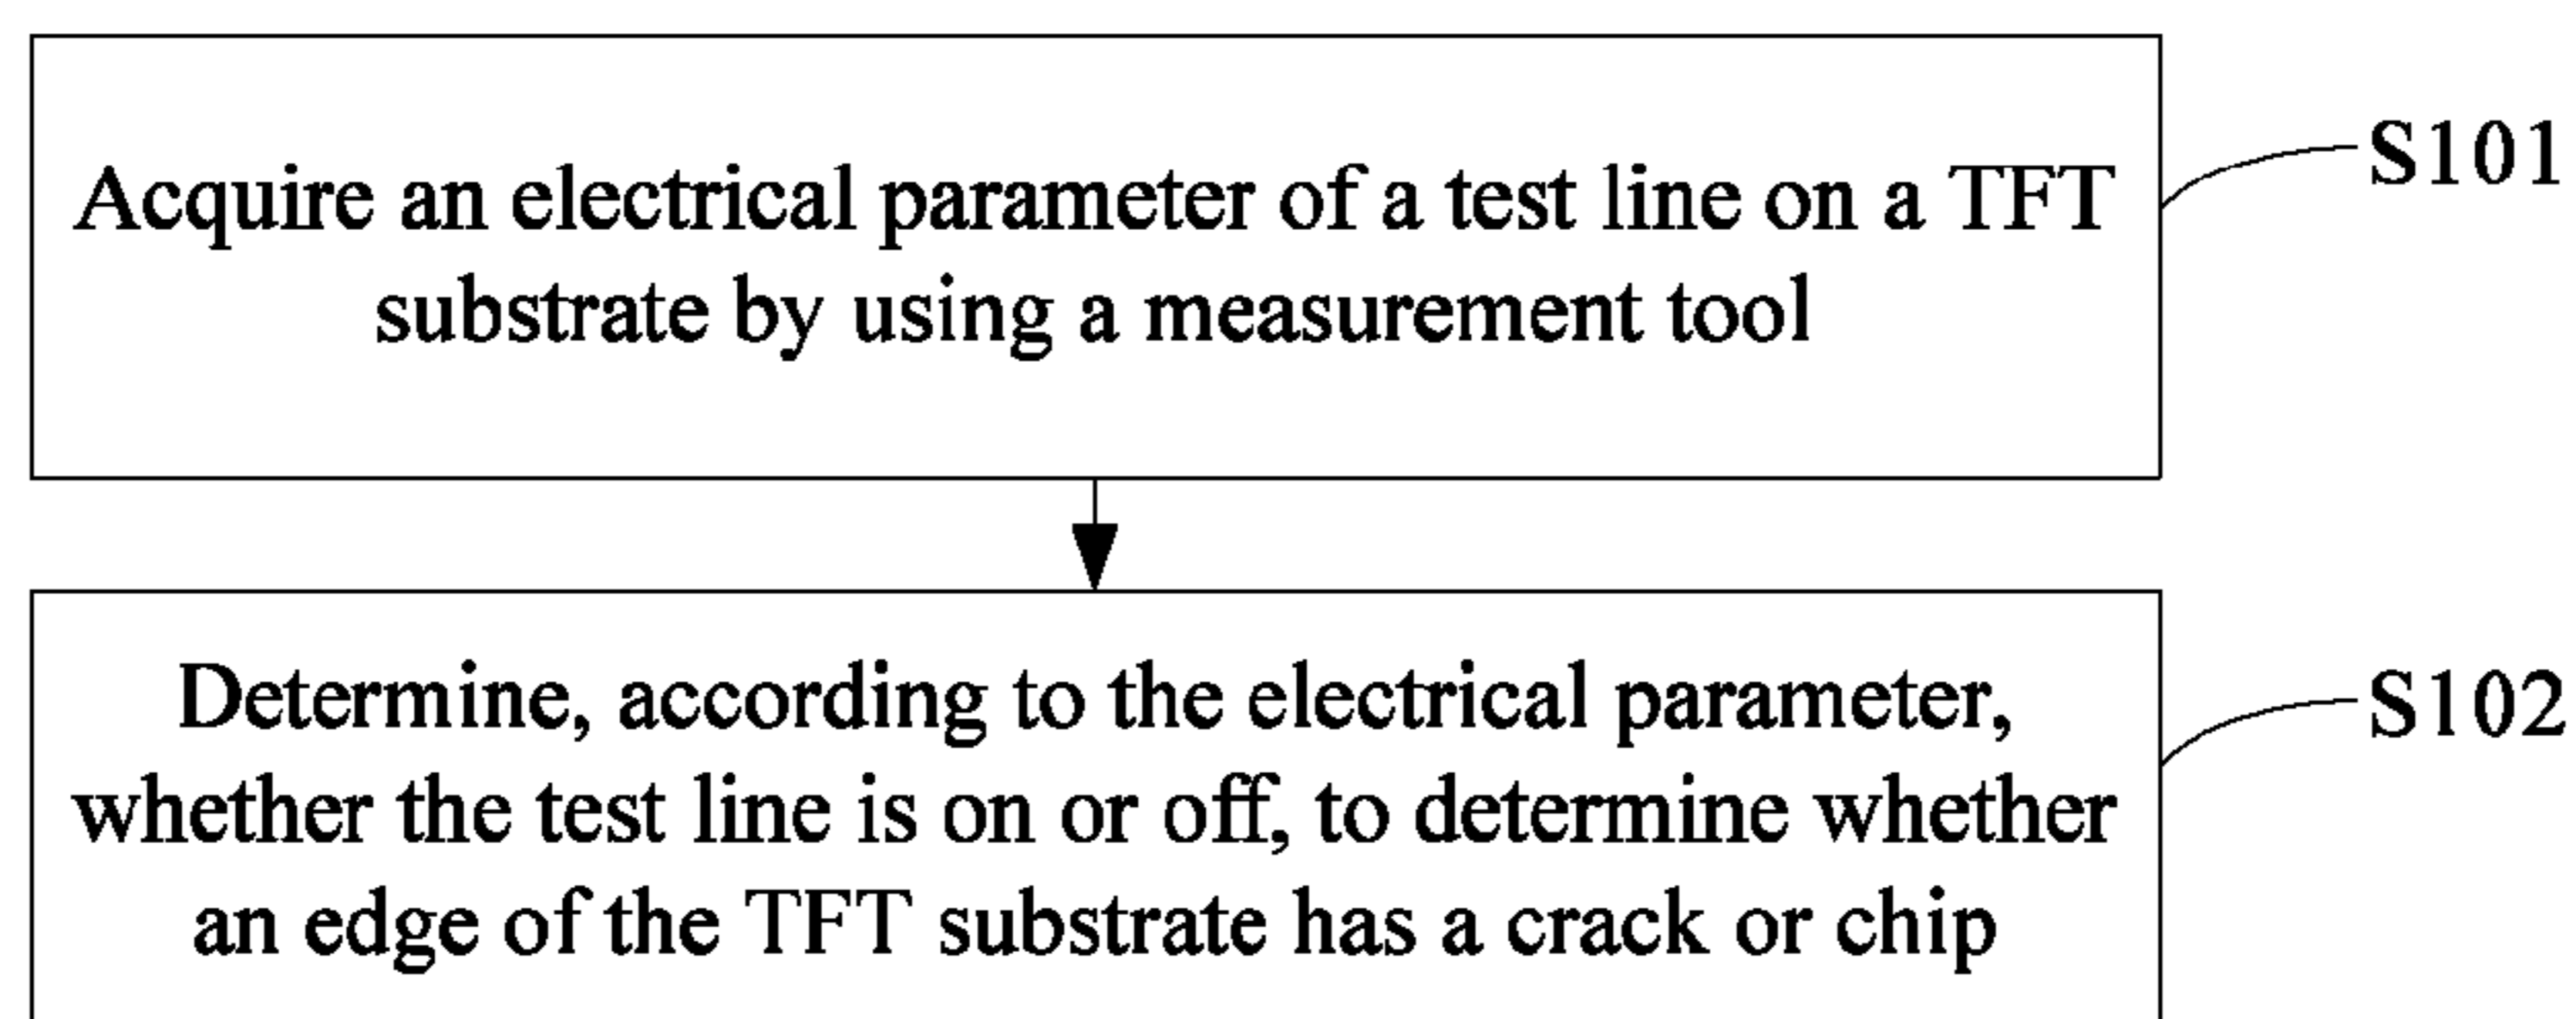 Acquire an electrical parameter of a test line on a TFT
substrate by using a measurement tool
S101
Determine, according to the electrical parameter,
whether the test line is on or off, to determine whether
an edge of the TFT substrate has a crack or chip
S102